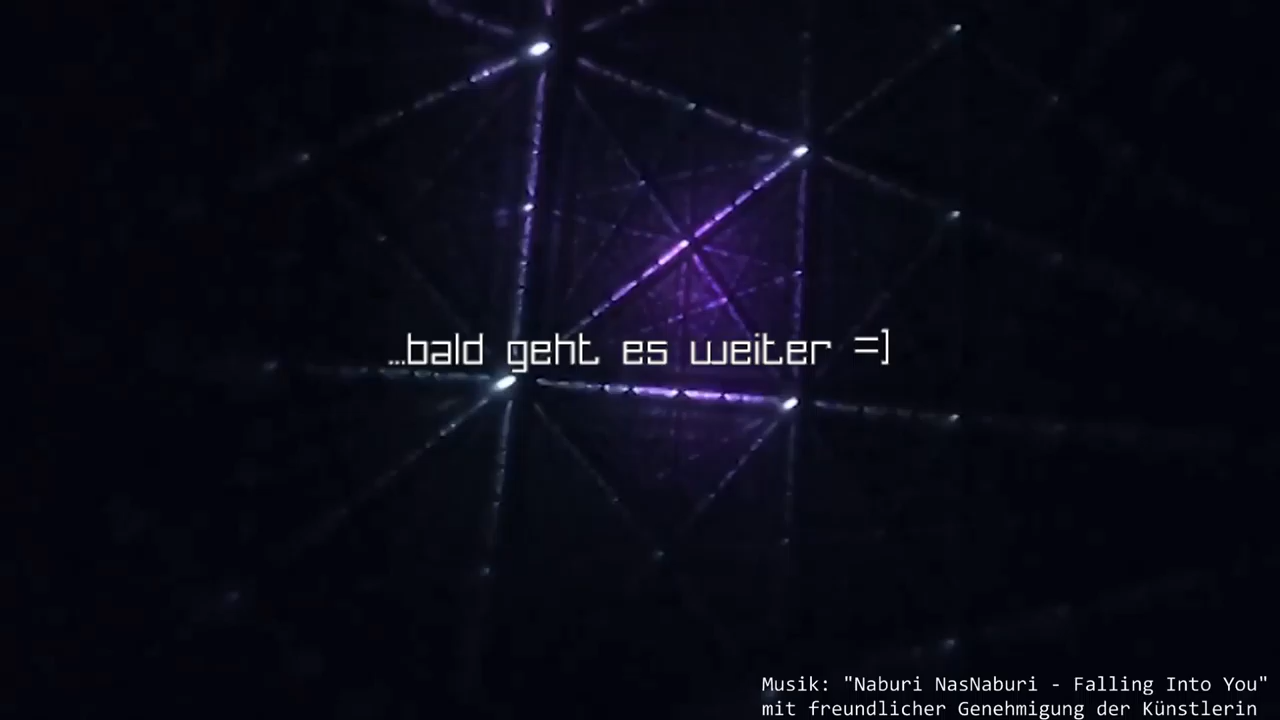 ...bald geht es weiter =]
Musik: "Naburi NasNaburi - Falling Into You"
mit freundlicher Genehmigung der Künstlerin